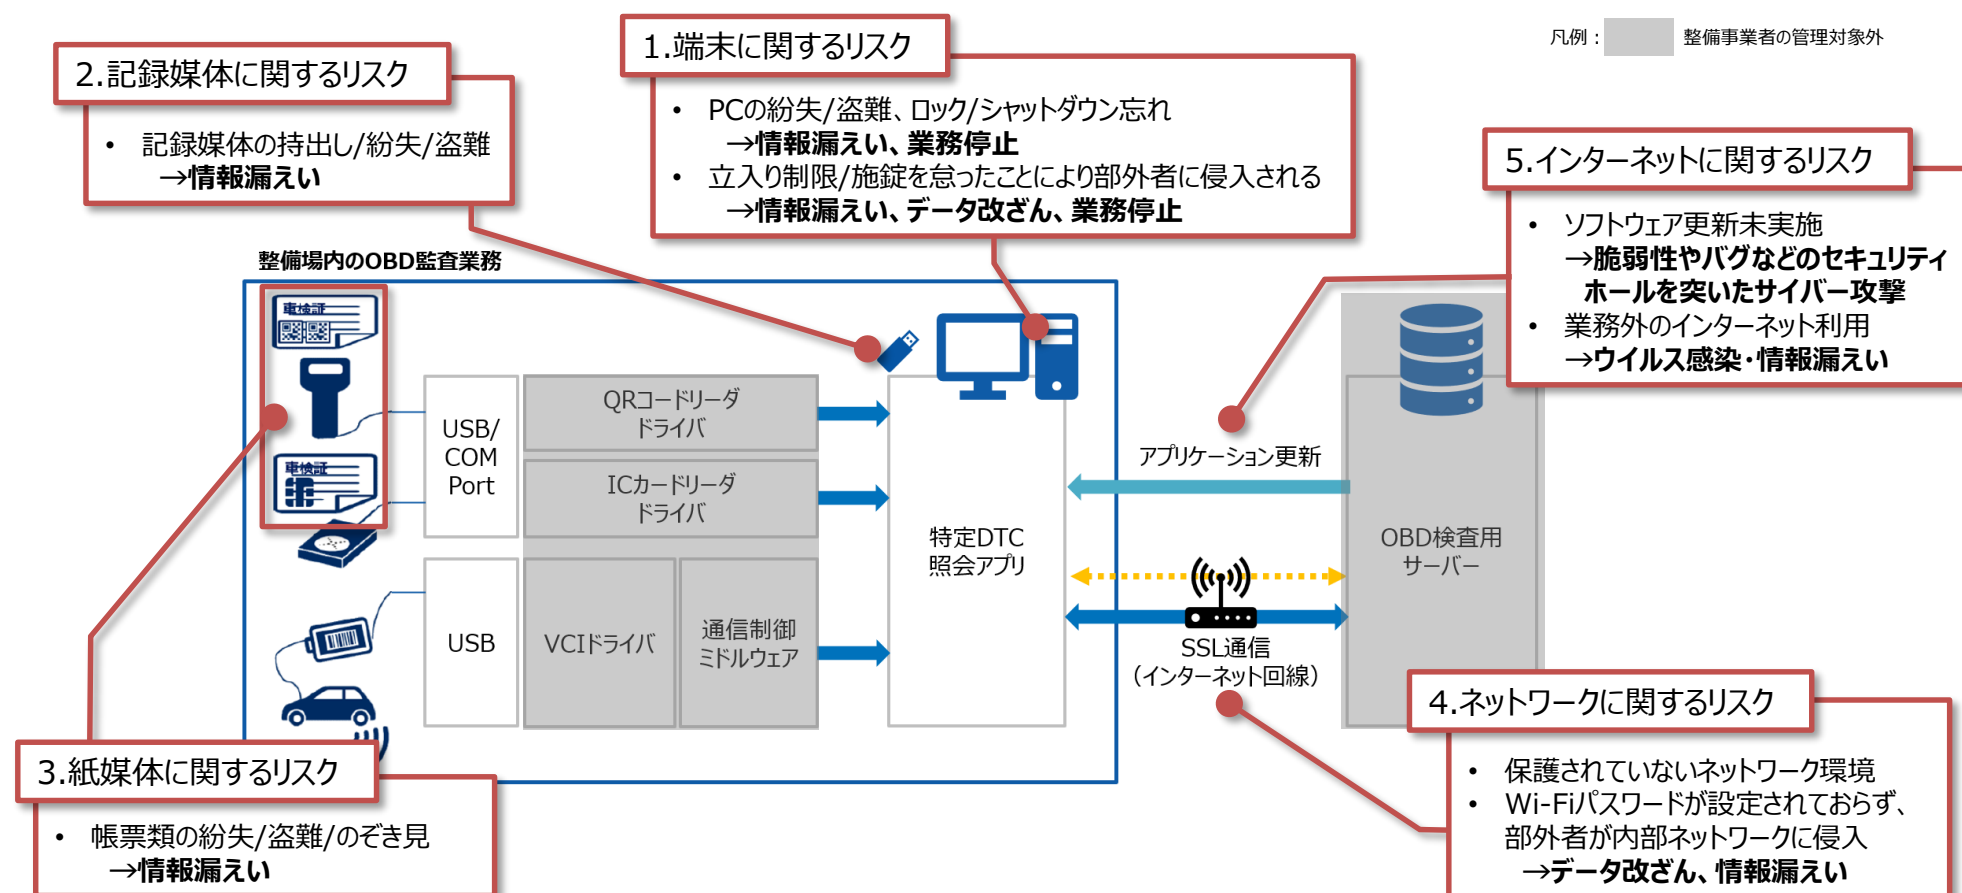 凡例：
整備事業者の管理対象外
1.端末に関するリスク
• PCの紛失/盗難、ロック/シャットダウン忘れ
→情報漏えい、業務停止
• 立入り制限/施錠を怠ったことにより部外者に侵入される
→情報漏えい、データ改ざん、業務停止
2.記録媒体に関するリスク
• 記録媒体の持出し/紛失/盗難
→情報漏えい
5.インターネットに関するリスク
• ソフトウェア更新未実施
→脆弱性やバグなどのセキュリティ
ホールを突いたサイバー攻撃
• 業務外のインターネット利用
→ウイルス感染・情報漏えい
整備場内のOBD監査業務
車検証
車検証
USB/
COM
Port
QRコードリーダ
ドライバ
ICカードリーダ
ドライバ
USB
VCIドライバ
通信制御
ミドルウェア
特定DTC
照会アプリ
アプリケーション更新
SSL通信
（インターネット回線）
OBD検査用
サーバー
3.紙媒体に関するリスク
• 帳票類の紛失/盗難/のぞき見
→情報漏えい
4.ネットワークに関するリスク
• 保護されていないネットワーク環境
• Wi-Fiパスワードが設定されておらず、
部外者が内部ネットワークに侵入
→データ改ざん、情報漏えい